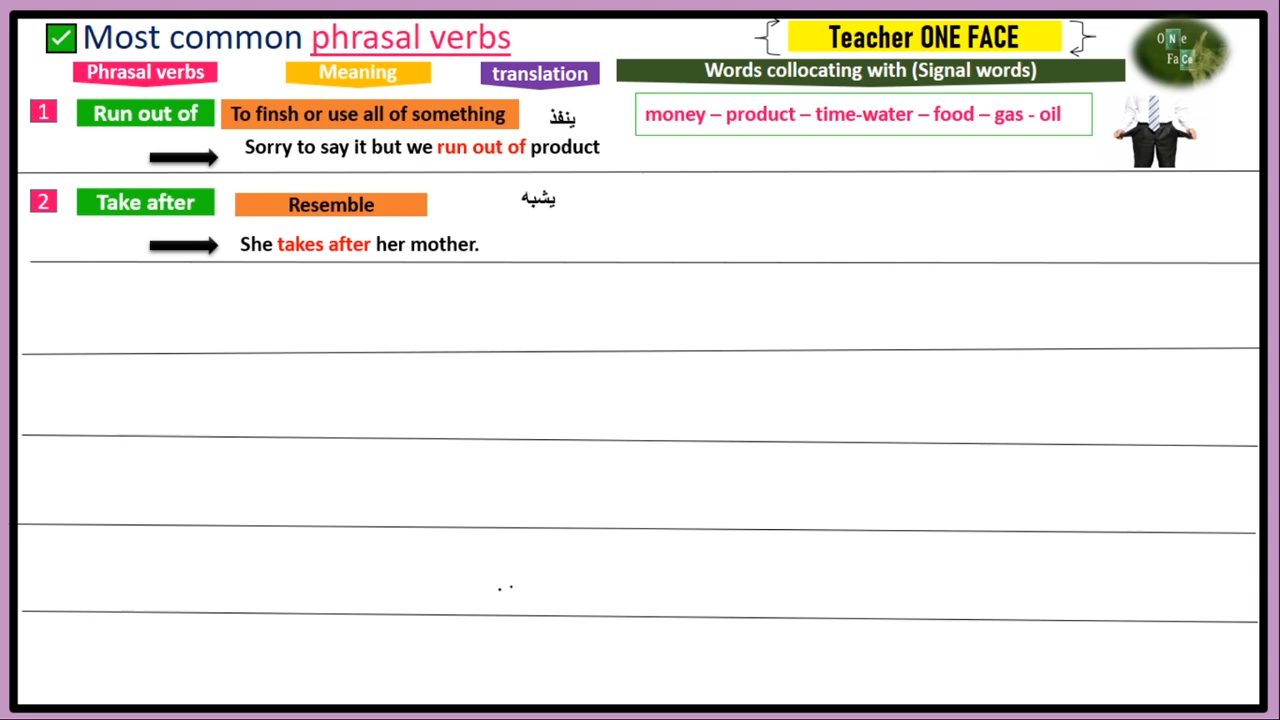 Most common phrasal verbs
Teacher ONE FACE
ONe
FaCe
Phrasal verbs
Meaning
translation
Words collocating with (Signal words)
1
Run out of
To finsh or use all of something
ينفذ
money – product – time-water – food – gas - oil
Sorry to say it but we run out of product
2
Take after
Resemble
يشبه
She takes after her mother.